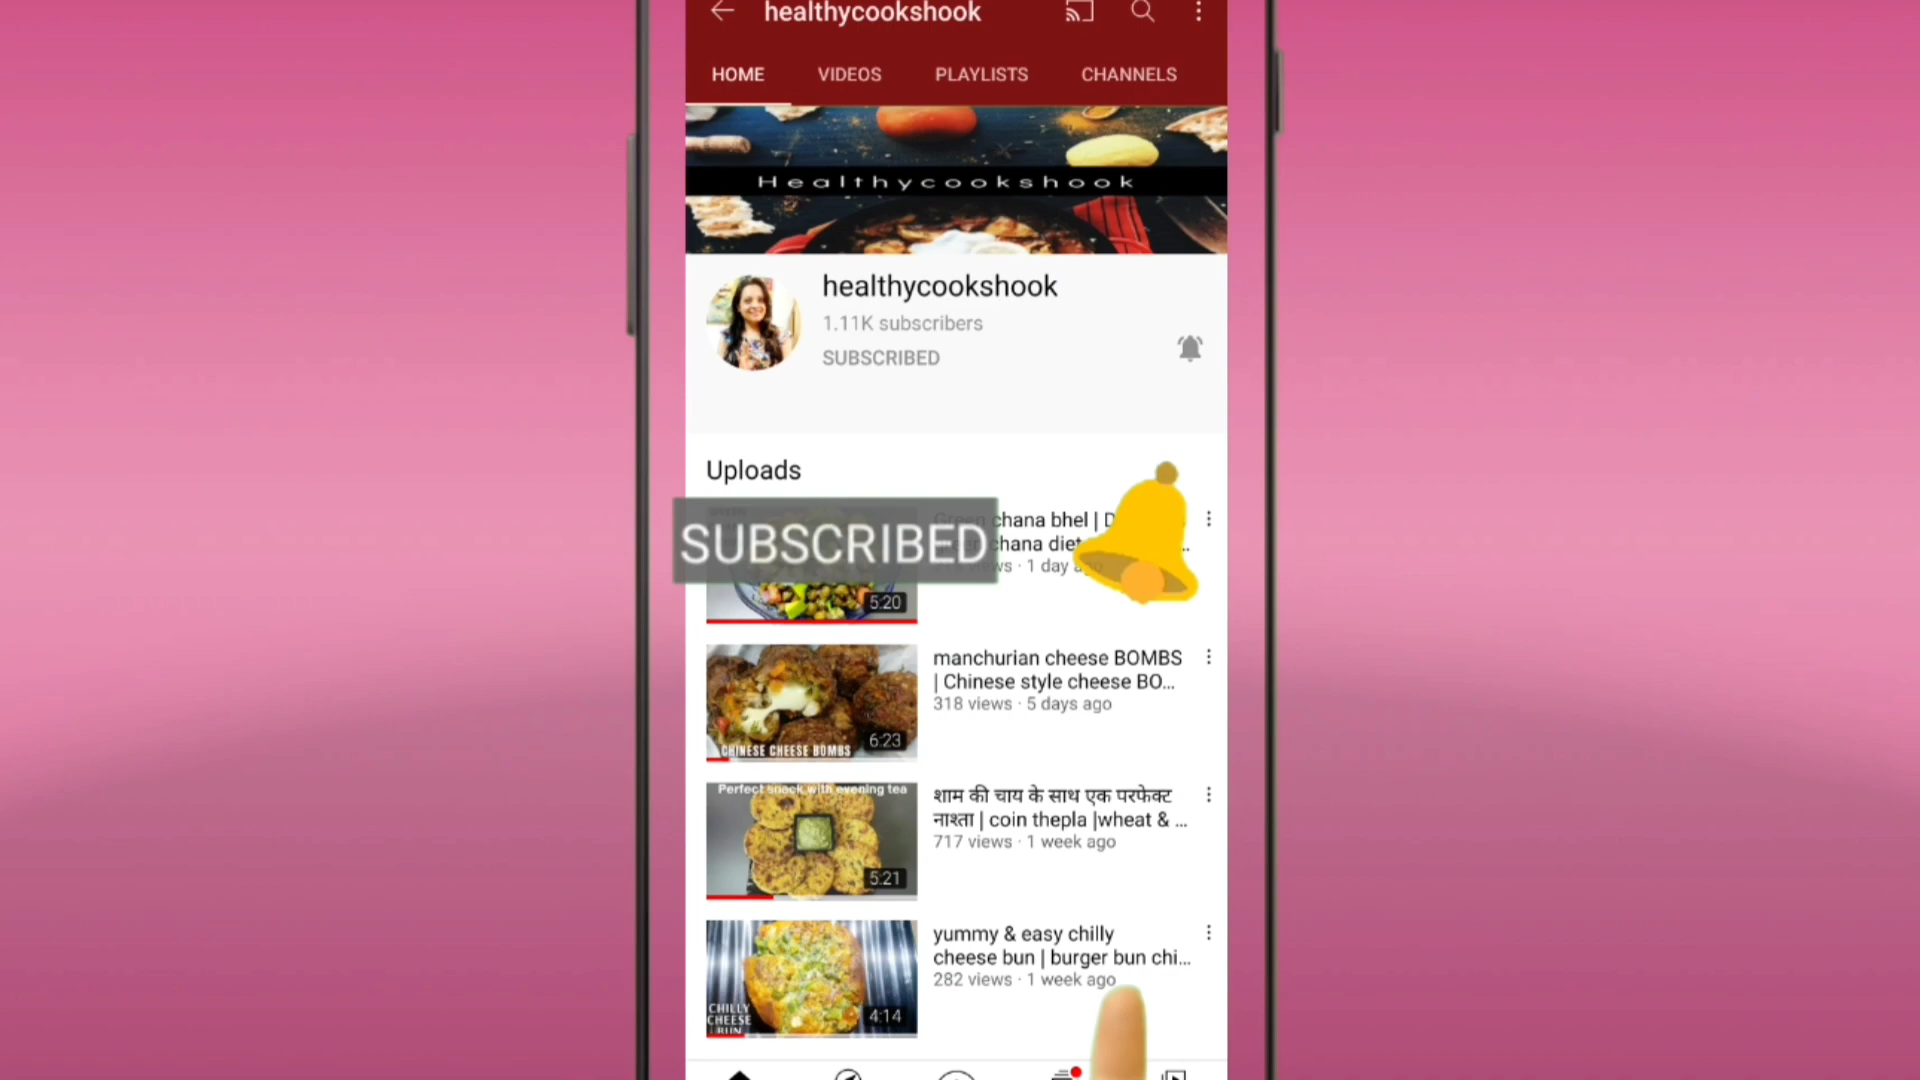 healthycookshook
HOME VIDEOS PLAYLISTS CHANNELS
Healthycookshook
healthycookshook
1.11K subscribers
SUBSCRIBED
Uploads
SUBSCRIBED
chana bhel |
chana diet
1 day ago
5:20
manchurian cheese BOMBS
| Chinese style cheese BO...
318 views · 5 days ago
CHINESE CHEESE BOMBS
6:23
Perfect snack with evening tea
शाम की चाय के साथ एक परफेक्ट
नाश्ता | coin thepla |wheat & ...
717 views · 1 week ago
5:21
yummy & easy chilly
cheese bun | burger bun chi...
282 views · 1 week ago
CHILLY
CHEESE
BUN
4:14